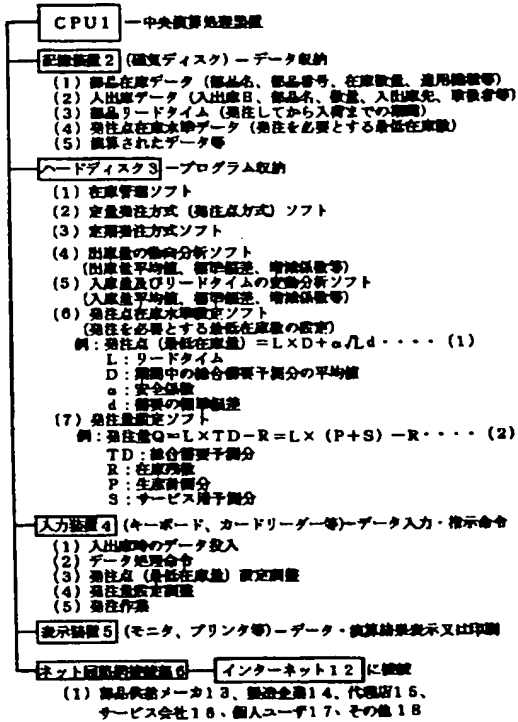 CPU1 ー中央演算処理装置
記憶装置2 (磁気ディスク) ーデータ収納
(1) 部品在庫データ (部品名、部品番号、在庫数量、適用機種等)
(2) 入出庫データ (入出庫日、部品名、数量、入出庫先、取扱者等)
(3) 部品リードタイム (発注してから入荷までの期間)
(4) 発注点在庫水準データ (発注を必要とする最低在庫数)
(5) 演算されたデータ等
ハードディスク3 ープログラム収納
(1) 在庫管理ソフト
(2) 定量発注方式 (発注点方式) ソフト
(3) 定期発注方式ソフト
(4) 出庫量の動向分析ソフト
(出庫量平均値、標準偏差、増減係数等)
(5) 入庫量及びリードタイムの変動分析ソフト
(入庫量平均値、標準偏差、増減係数等)
(6) 発注点在庫水準設定ソフト
(発注を必要とする最低在庫数の設定)
例:発注点 (最低在庫量) =L×D+α√Ld・・・・ (1)
L:リードタイム
D:期間中の総合需要予測分の平均値
α:安全係数
d:需要の標準偏差
(7) 発注量設定ソフト
例:発注量Q=L×TD−R=L× (P+S) −R・・・・ (2)
TD:総合需要予測分
R:在庫残数
P:生産計画分
S:サービス用予測分
入力装置4 (キーボード、カードリーダー等)ーデータ入力・指示命令
(1) 入出庫時のデータ投入
(2) データ処理命令
(3) 発注点 (最低在庫量) 設定調整
(4) 発注量設定調整
(5) 発注作業
表示装置5 (モニタ、プリンタ等) ーデータ・演算結果表示又は印刷
ネット回路網接続部6 インターネット12 に接続
(1) 部品供給メーカ13、製造企業14、代理店15、
サービス会社16、個人ユーザ17、その他18